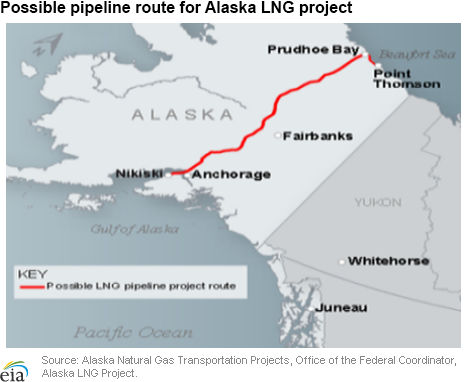 Possible pipeline route for Alaska LNG project
Prudhoe Bay
Beaufort Sea
Point
Thomson
ALASKA
Fairbanks
Nikiski
Anchorage
YUKON
Gulf of Alaska
Whitehorse
KEY
Possible LNG pipeline project route
Juneau
Pacific Ocean
eia
Source: Alaska Natural Gas Transportation Projects, Office of the Federal Coordinator,
Alaska LNG Project.